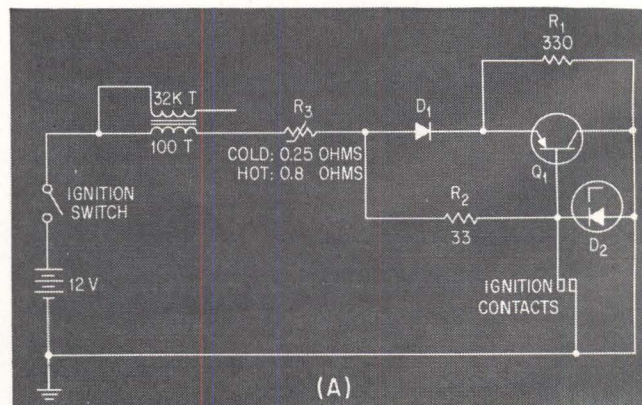 R1
330
32K T
100 T
R3
COLD: 0.25 OHMS
HOT: 0.8 OHMS
D1
Q1
IGNITION
SWITCH
R2
33
D2
12 V
IGNITION
CONTACTS
(A)